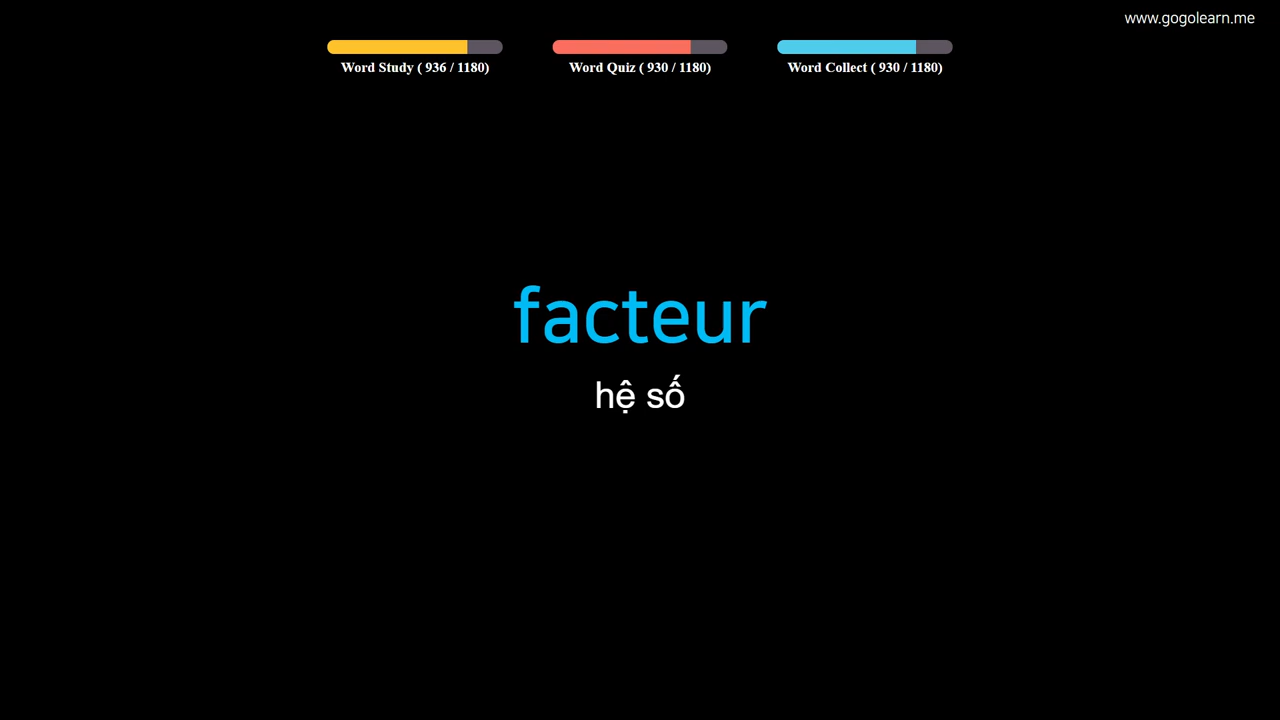 www.gogolearn.me
Word Study ( 936 / 1180)
Word Quiz ( 930 / 1180)
Word Collect ( 930 / 1180)
facteur
hệ số